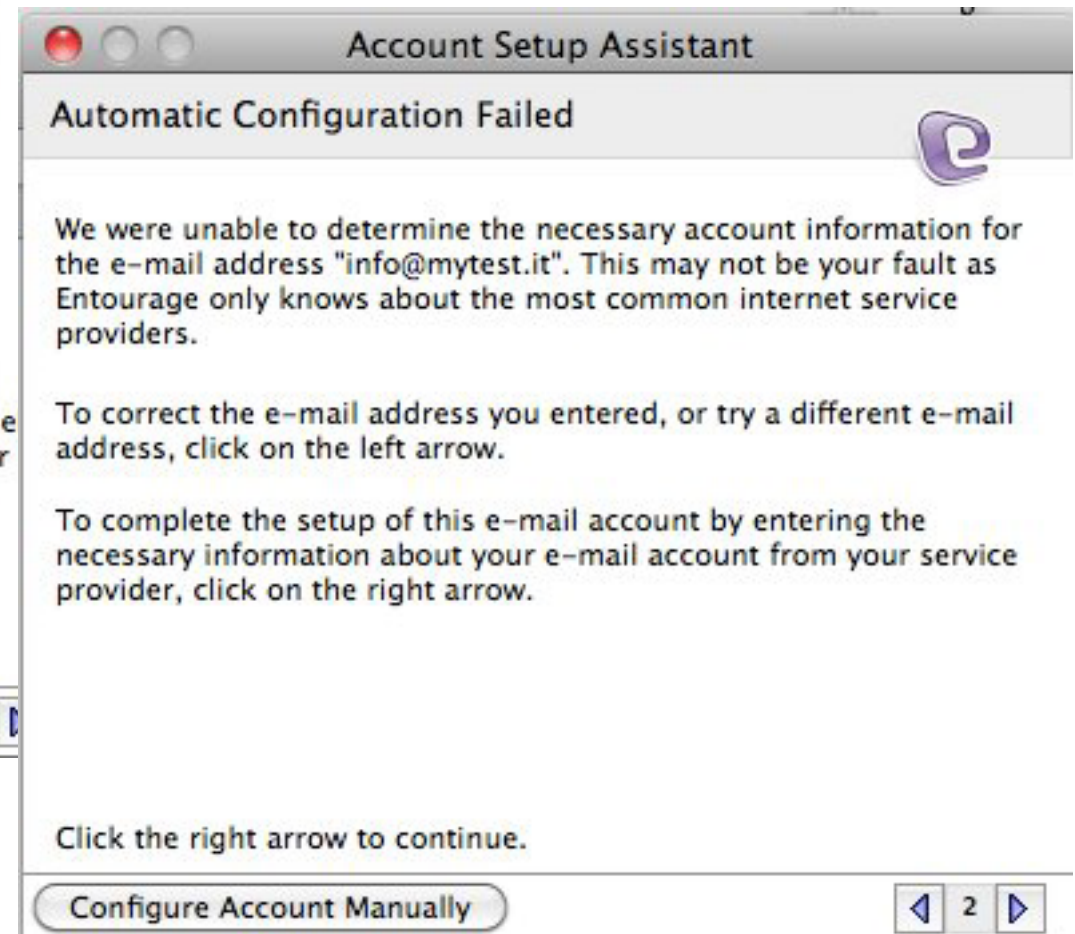 Account Setup Assistant
Automatic Configuration Failed
We were unable to determine the necessary account information for
the e-mail address "info@mytest.it". This may not be your fault as
Entourage only knows about the most common internet service
providers.
To correct the e-mail address you entered, or try a different e-mail
address, click on the left arrow.
To complete the setup of this e-mail account by entering the
necessary information about your e-mail account from your service
provider, click on the right arrow.
Click the right arrow to continue.
Configure Account Manually
2